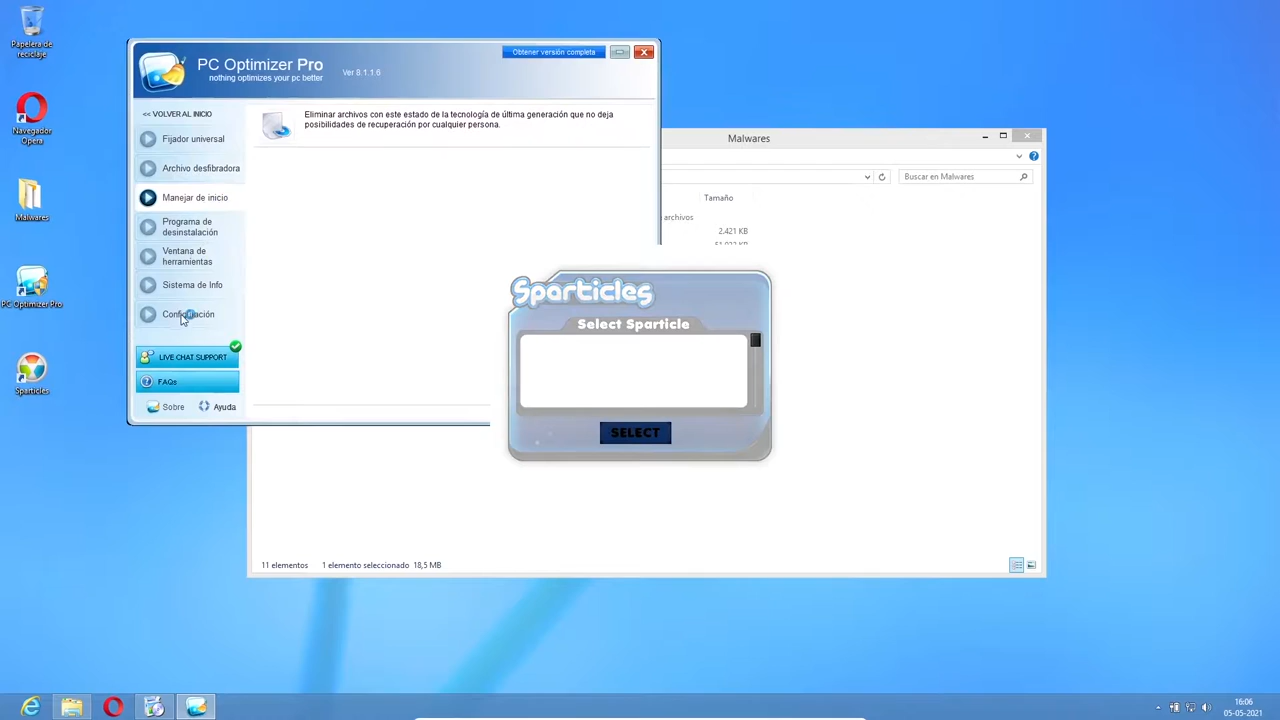 Papelera de
reciclaje
Navegador
Opera
Malwares
PC Optimizer Pro
Sparticles
PC Optimizer Pro
nothing optimizes your pc better
Ver 8.1.1.6
Obtener versión completa
<< VOLVER AL INICIO
Fijador universal
Archivo desfibradora
Manejar de inicio
Programa de
desinstalación
Ventana de
herramientas
Sistema de Info
Configuración
LIVE CHAT SUPPORT
FAQs
Sobre
Ayuda
Eliminar archivos con este estado de la tecnología de última generación que no deja
posibilidades de recuperación por cualquier persona.
Malwares
Buscar en Malwares
Tamaño
archivos
2.421 KB
Sparticles
Select Sparticle
SELECT
11 elementos
1 elemento seleccionado 18,5 MB
16:06
05-05-2021